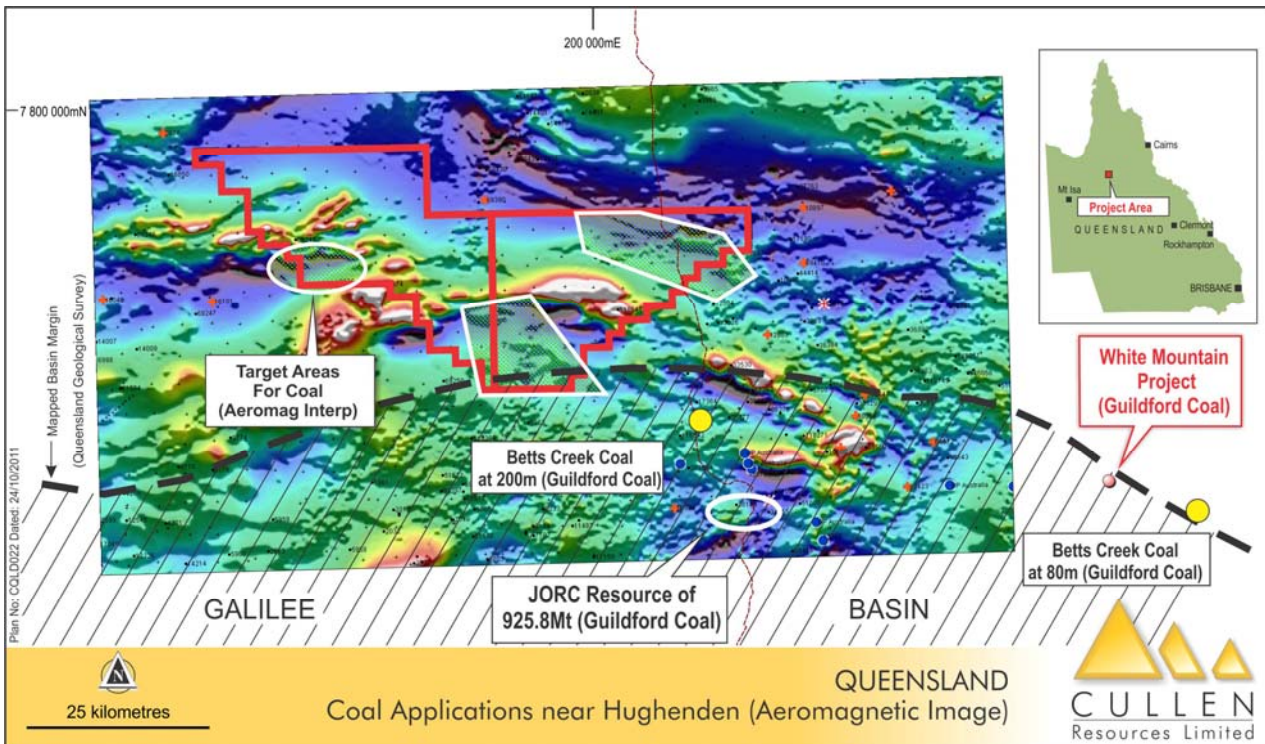 200 000mE
7 800 000mN
Cairns
Mt Isa
Project Area
QUEENSLAND
Clermont
Rockhampton
BRISBANE
Mapped Basin Margin
(Queensland Geological Survey)
Target Areas
For Coal
(Aeromag Interp)
White Mountain
Project
(Guildford Coal)
Betts Creek Coal
at 200m (Guildford Coal)
Betts Creek Coal
at 80m (Guildford Coal)
JORC Resource of
925.8Mt (Guildford Coal)
GALILEE
BASIN
Plan No: CQLD022 Dated: 24/10/2011
N
25 kilometres
QUEENSLAND
Coal Applications near Hughenden (Aeromagnetic Image)
CULLEN
Resources Limited